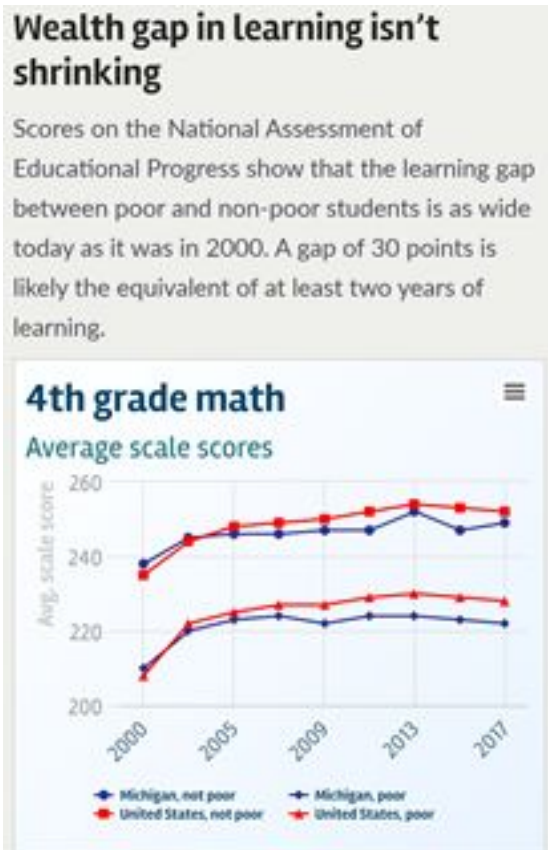 Wealth gap in learning isn't
shrinking
Scores on the National Assessment of
Educational Progress show that the learning gap
between poor and non-poor students is as wide
today as it was in 2000. A gap of 30 points is
likely the equivalent of at least two years of
learning.
4th grade math
Average scale scores
Avg. scale score
260
240
220
200
2000 2005 2009 2013 2017
Michigan, not poor Michigan, poor
United States, not poor United States, poor